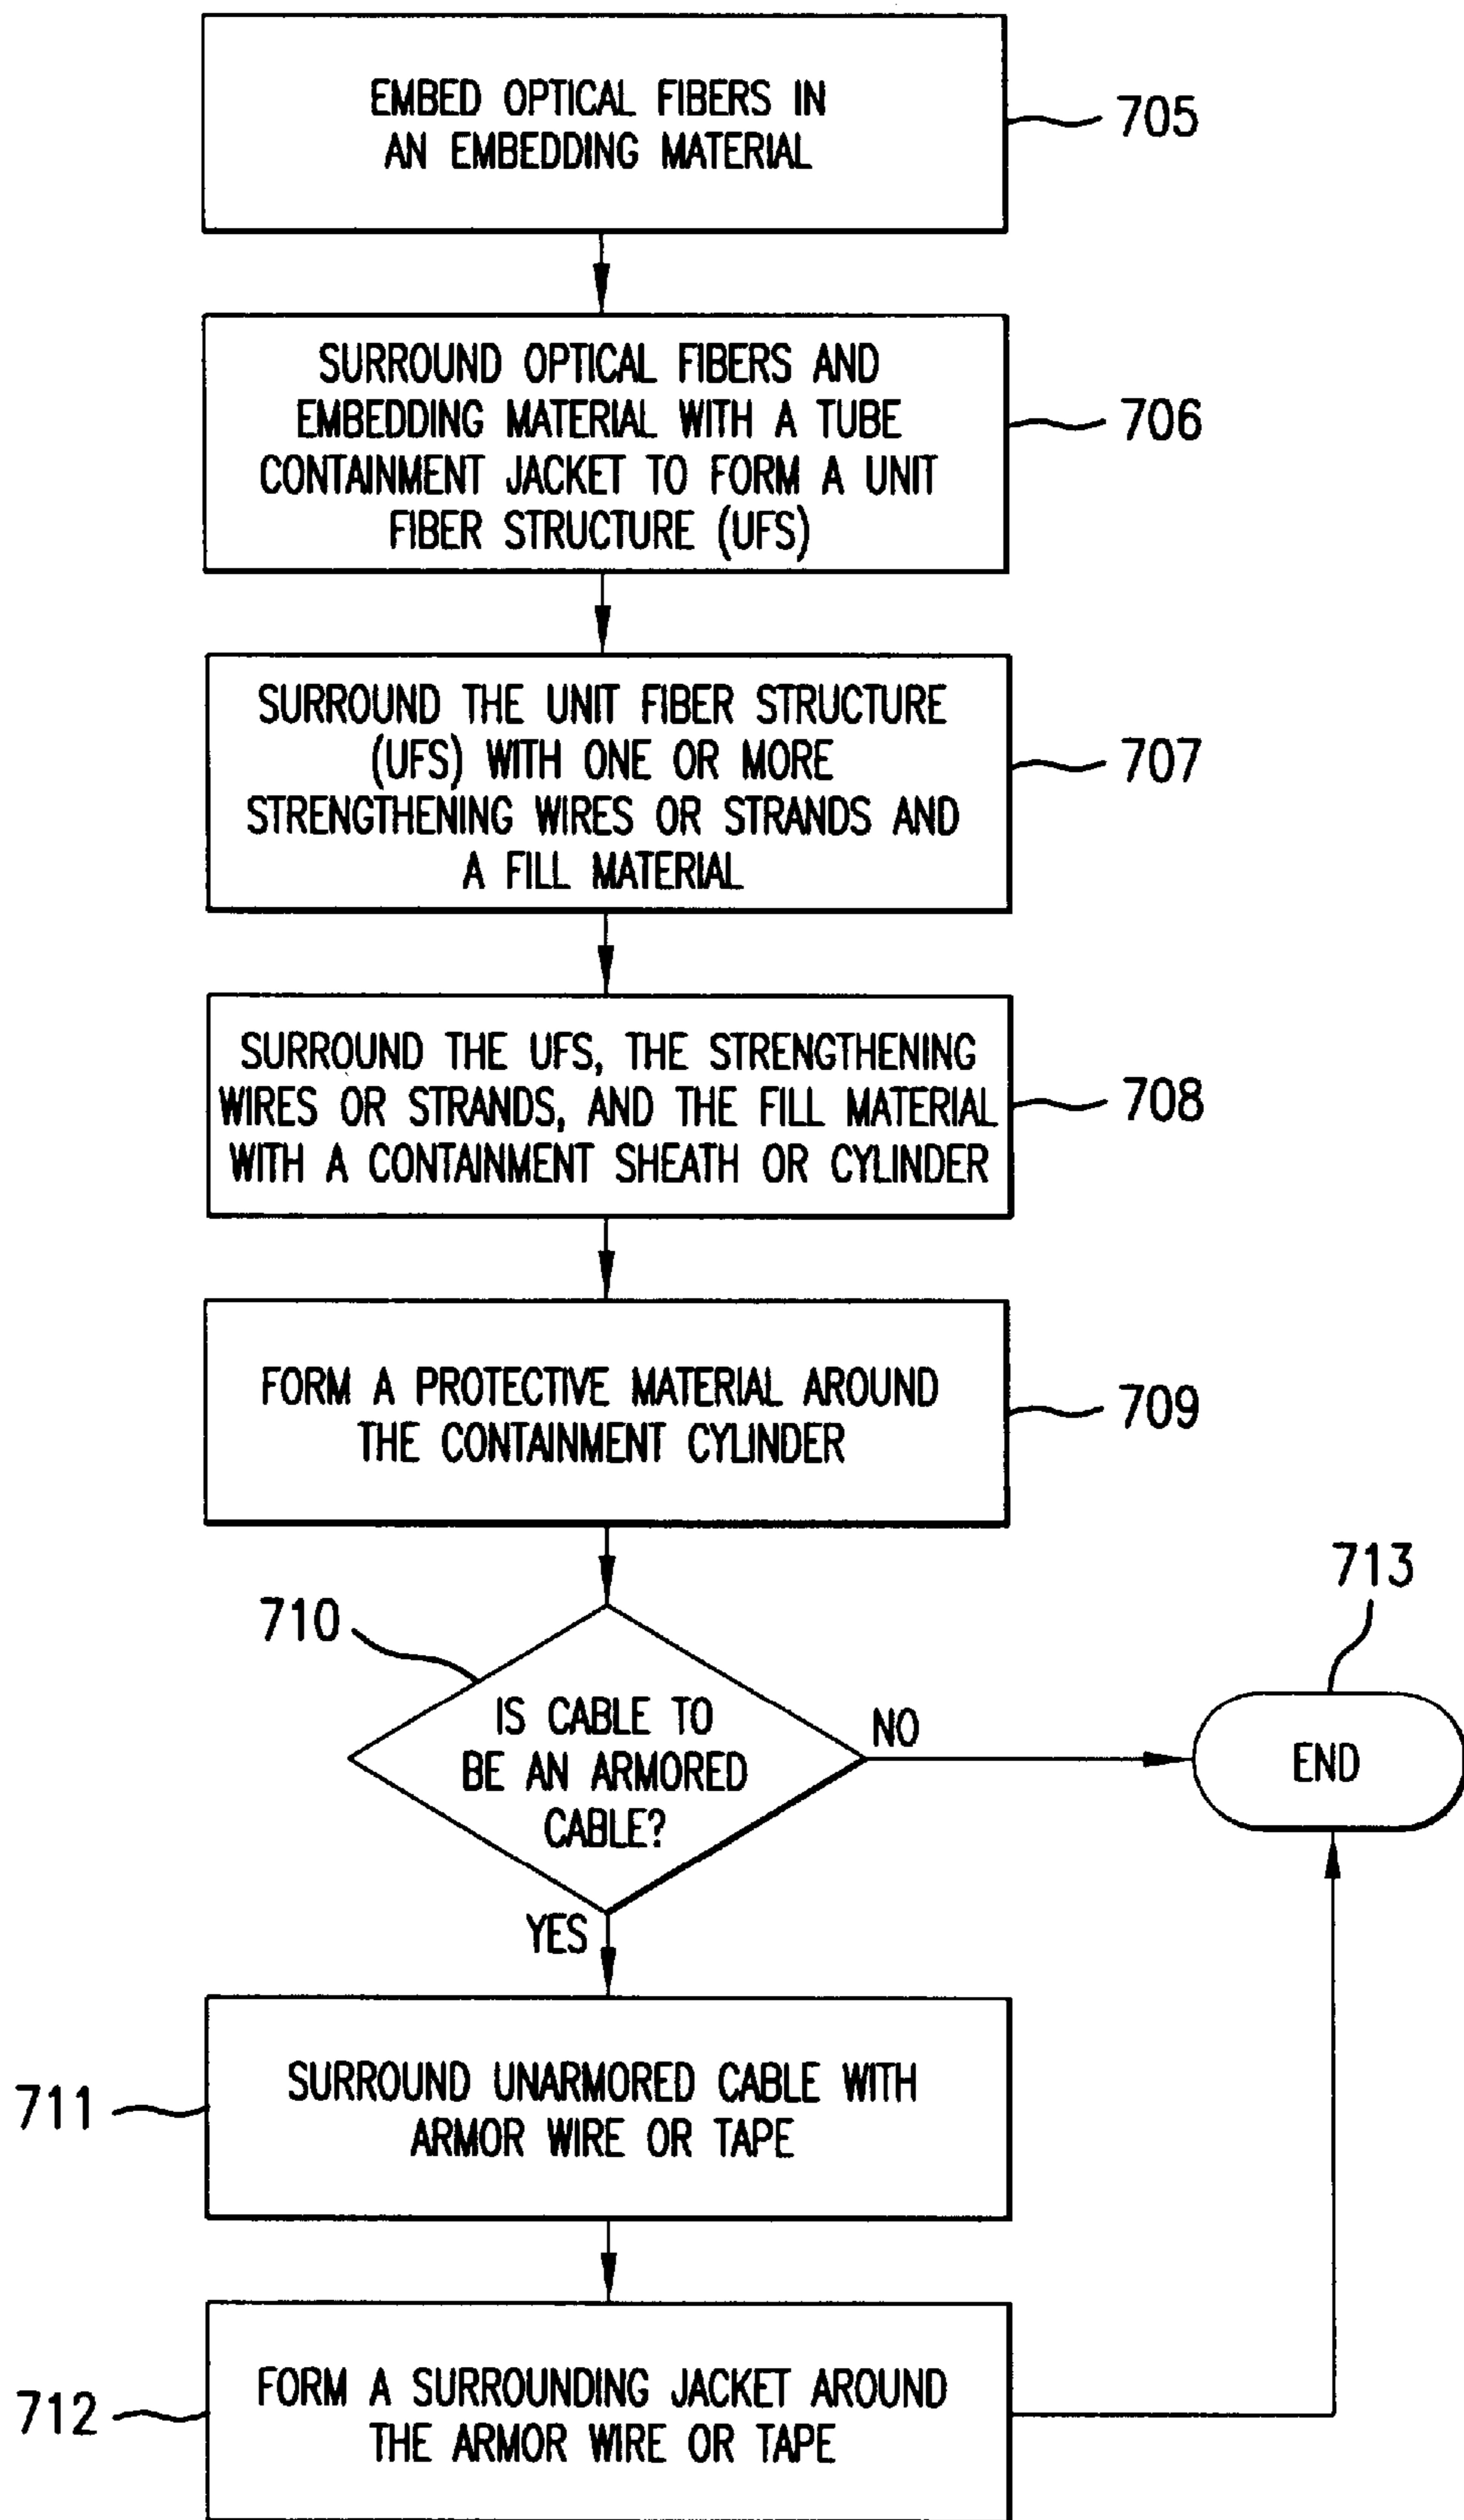 EMBED OPTICAL FIBERS IN
AN EMBEDDING MATERIAL
705
SURROUND OPTICAL FIBERS AND
EMBEDDING MATERIAL WITH A TUBE
CONTAINMENT JACKET TO FORM A UNIT
FIBER STRUCTURE (UFS)
706
SURROUND THE UNIT FIBER STRUCTURE
(UFS) WITH ONE OR MORE
STRENGTHENING WIRES OR STRANDS AND
A FILL MATERIAL
707
SURROUND THE UFS, THE STRENGTHENING
WIRES OR STRANDS, AND THE FILL MATERIAL
WITH A CONTAINMENT SHEATH OR CYLINDER
708
FORM A PROTECTIVE MATERIAL AROUND
THE CONTAINMENT CYLINDER
709
710
IS CABLE TO
BE AN ARMORED
CABLE?
NO
713
END
YES
711
SURROUND UNARMORED CABLE WITH
ARMOR WIRE OR TAPE
712
FORM A SURROUNDING JACKET AROUND
THE ARMOR WIRE OR TAPE